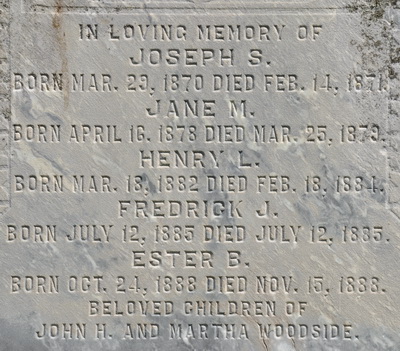 IN LOVING MEMORY OF
JOSEPH S.
BORN MAR. 29, 1870 DIED FEB. 14, 1871.
JANE M.
BORN APRIL 16. 1878 DIED MAR. 25, 1879.
HENRY L.
BORN MAR. 18, 1882 DIED FEB. 18, 1884.
FREDRICK J.
BORN JULY 12, 1885 DIED JULY 12, 1885.
ESTER B.
BORN OCT. 24, 1888 DIED NOV. 15, 1888.
BELOVED CHILDREN OF
JOHN H. AND MARTHA WOODSIDE.